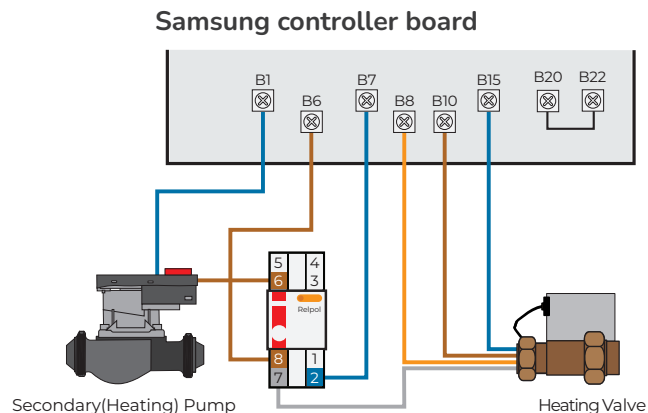 Samsung controller board
B1 B7 B15 B20 B22
B6 B8 B10
5 4
6 3
Relpol
8 1
7 2
Secondary(Heating) Pump
Heating Valve